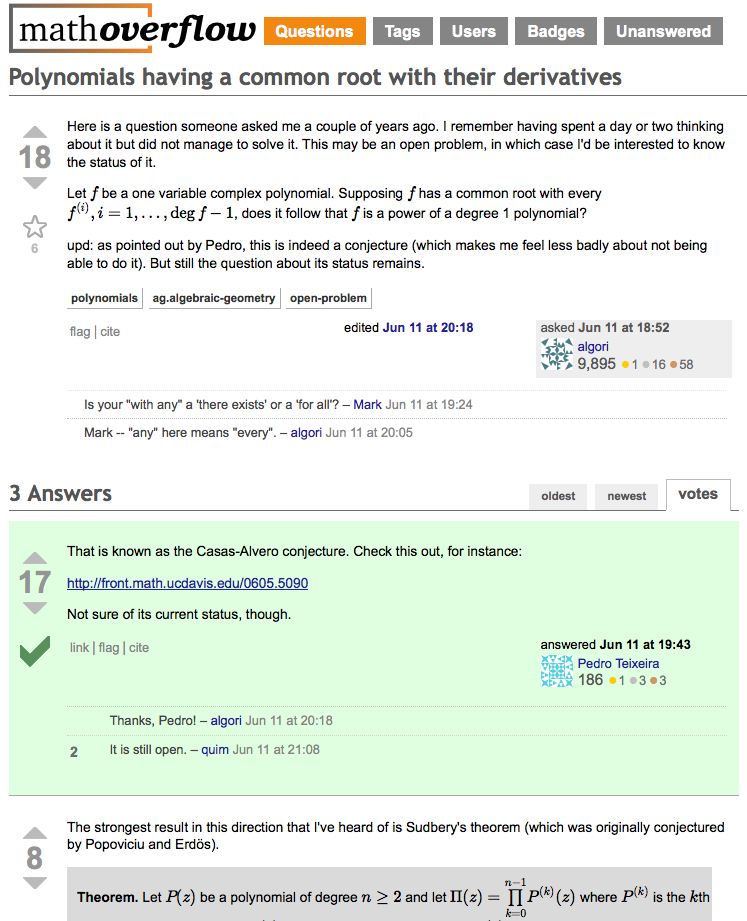 mathoverflow Questions Tags Users Badges Unanswered
Polynomials having a common root with their derivatives
Here is a question someone asked me a couple of years ago. I remember having spent a day or two thinking
about it but did not manage to solve it. This may be an open problem, in which case I'd be interested to know
the status of it.
18
Let f be a one variable complex polynomial. Supposing f has a common root with every
f^(i), i = 1, . . . , deg f − 1, does it follow that f is a power of a degree 1 polynomial?
6
upd: as pointed out by Pedro, this is indeed a conjecture (which makes me feel less badly about not being
able to do it). But still the question about its status remains.
polynomials ag.algebraic-geometry open-problem
flag | cite edited Jun 11 at 20:18 asked Jun 11 at 18:52
algori
9,895 1 16 58
Is your "with any" a 'there exists' or a 'for all'? – Mark Jun 11 at 19:24
Mark -- "any" here means "every". – algori Jun 11 at 20:05
3 Answers oldest newest votes
That is known as the Casas-Alvero conjecture. Check this out, for instance:
17
http://front.math.ucdavis.edu/0605.5090
Not sure of its current status, though.
link | flag | cite answered Jun 11 at 19:43
Pedro Teixeira
186 1 3 3
Thanks, Pedro! – algori Jun 11 at 20:18
2 It is still open. – quim Jun 11 at 21:08
The strongest result in this direction that I've heard of is Sudbery's theorem (which was originally conjectured
by Popoviciu and Erdös).
8
Theorem. Let P(z) be a polynomial of degree n ≥ 2 and let Π(z) = ∏_{k=0}^{n−1} P^(k)(z) where P^(k) is the kth